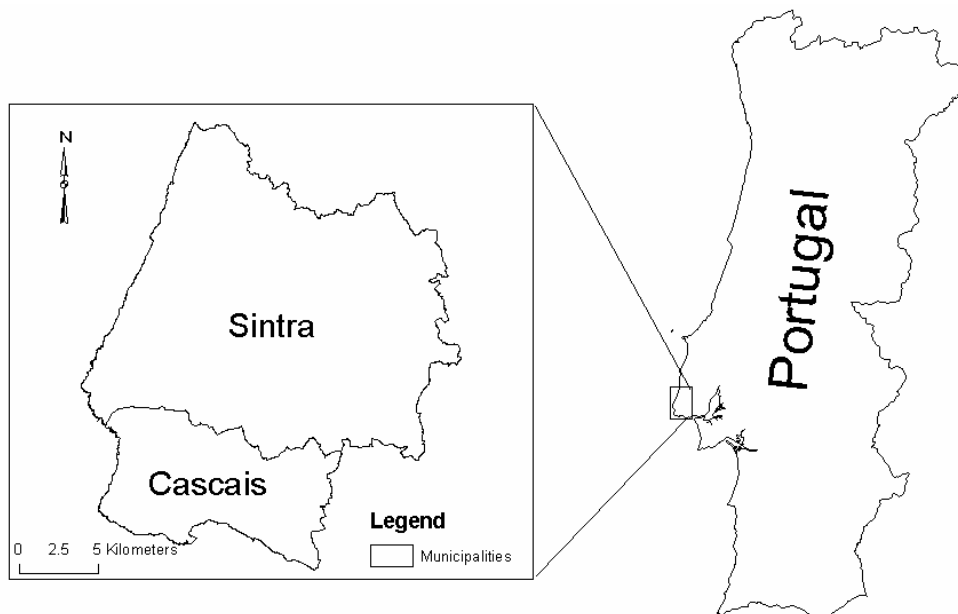 N
Sintra
Cascais
Legend
Municipalities
0 2.5 5 Kilometers
Portugal